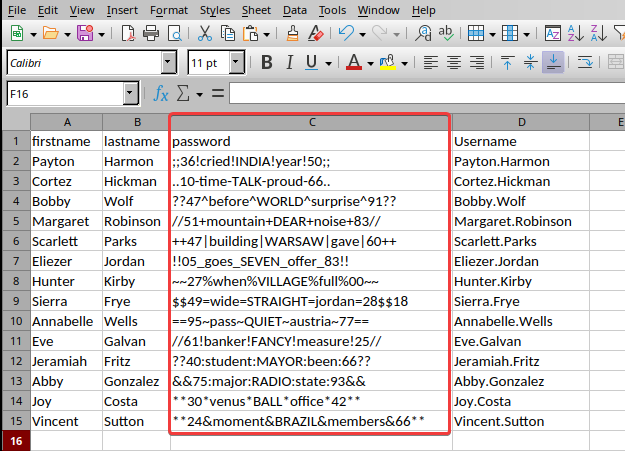 File Edit View Insert Format Styles Sheet Data Tools Window Help
Calibri 11 pt B I U A
F16 fx Σ =
A B C D E
1 firstname lastname password Username
2 Payton Harmon ;;36!cried!INDIA!year!50;; Payton.Harmon
3 Cortez Hickman ..10-time-TALK-proud-66.. Cortez.Hickman
4 Bobby Wolf ??47^before^WORLD^surprise^91?? Bobby.Wolf
5 Margaret Robinson //51+mountain+DEAR+noise+83// Margaret.Robinson
6 Scarlett Parks ++47|building|WARSAW|gave|60++ Scarlett.Parks
7 Eliezer Jordan !!05_goes_SEVEN_offer_83!! Eliezer.Jordan
8 Hunter Kirby ~~27%when%VILLAGE%full%00~~ Hunter.Kirby
9 Sierra Frye $$49=wide=STRAIGHT=jordan=28$$18 Sierra.Frye
10 Annabelle Wells ==95~pass~QUIET~austria~77== Annabelle.Wells
11 Eve Galvan //61!banker!FANCY!measure!25// Eve.Galvan
12 Jeramiah Fritz ??40:student:MAYOR:been:66?? Jeramiah.Fritz
13 Abby Gonzalez &&75:major:RADIO:state:93&& Abby.Gonzalez
14 Joy Costa **30*venus*BALL*office*42** Joy.Costa
15 Vincent Sutton **24&moment&BRAZIL&members&66** Vincent.Sutton
16